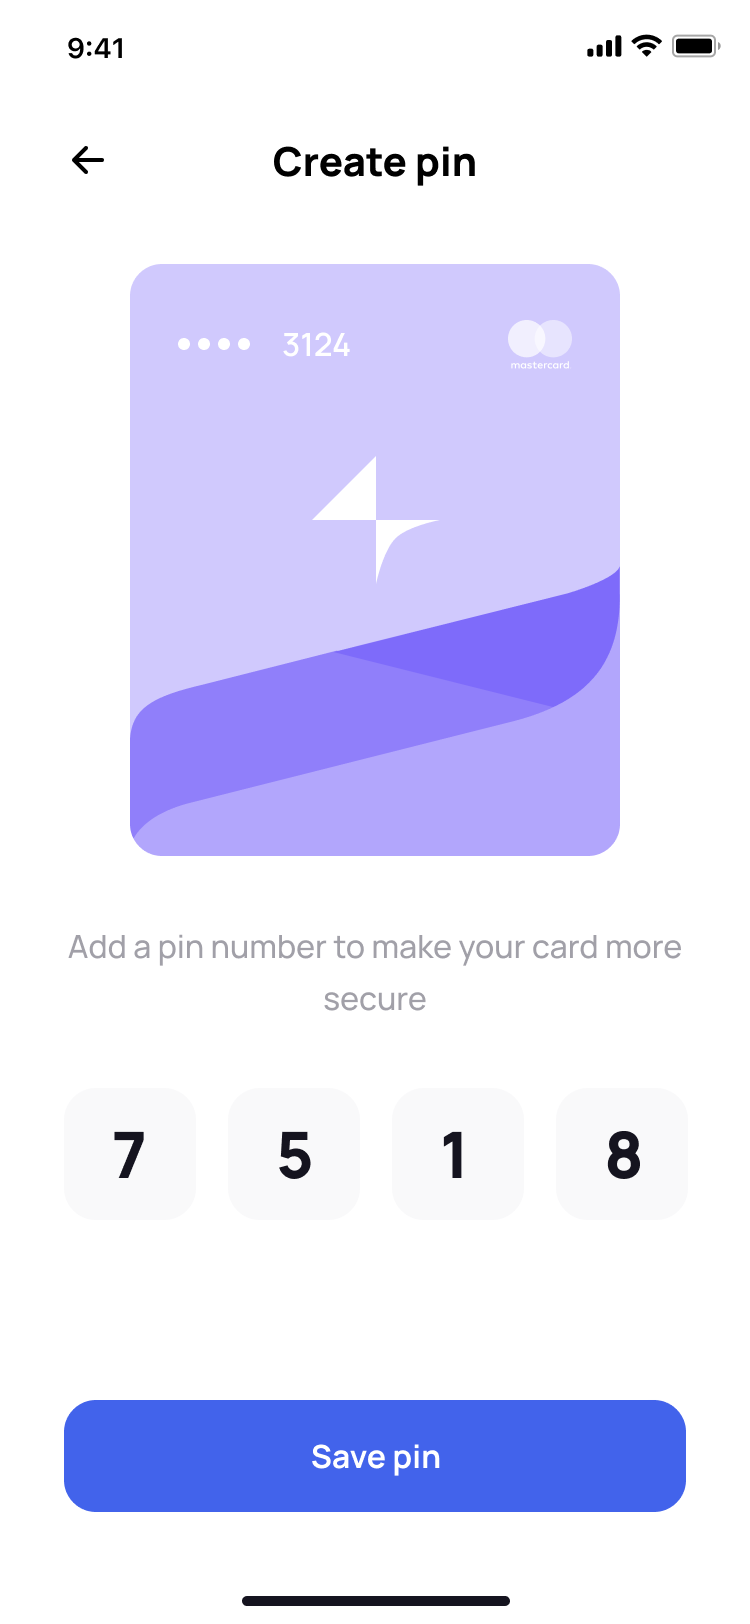 9:41
Create pin
3124
mastercard
Add a pin number to make your card more
secure
7 5 1 8
Save pin